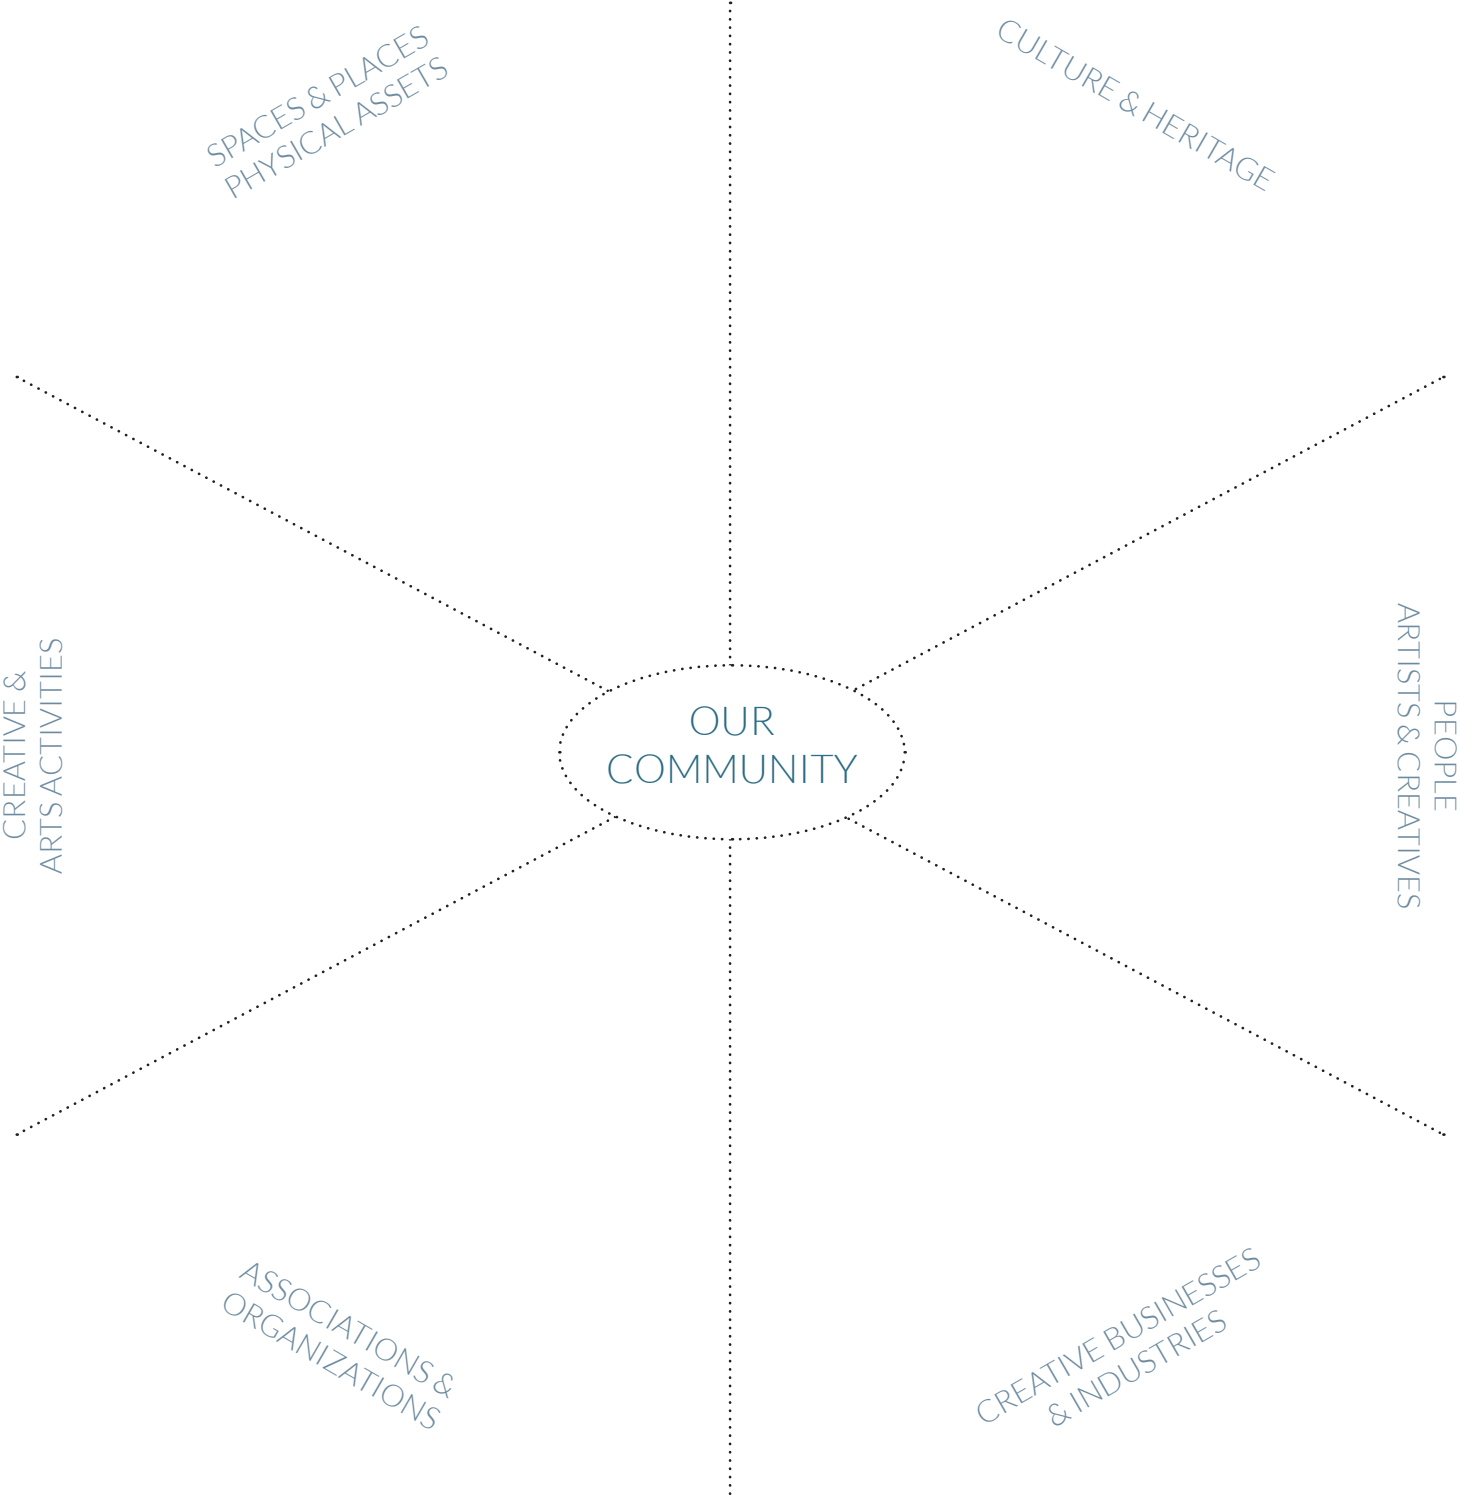 SPACES & PLACES
PHYSICAL ASSETS
CULTURE & HERITAGE
CREATIVE &
ARTS ACTIVITIES
OUR
COMMUNITY
PEOPLE
ARTISTS & CREATIVES
ASSOCIATIONS &
ORGANIZATIONS
CREATIVE BUSINESSES
& INDUSTRIES